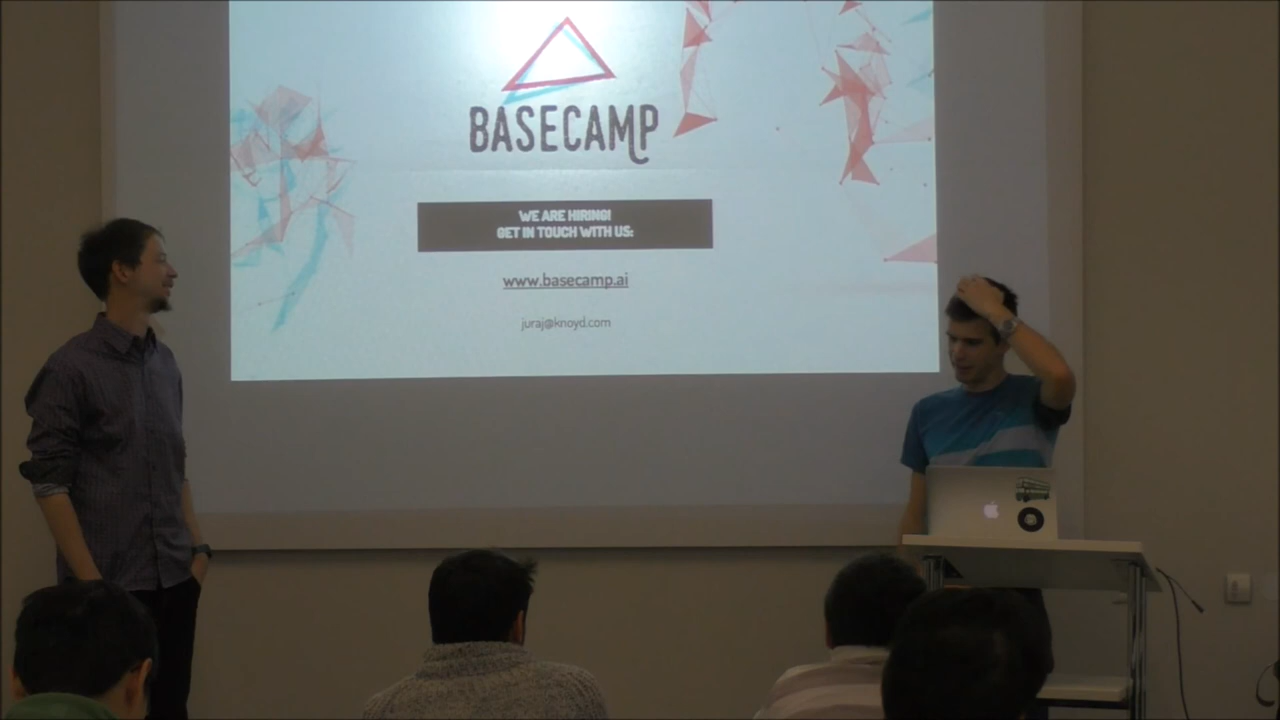 BASECAMP
WE ARE HIRING!
GET IN TOUCH WITH US:
www.basecamp.ai
juraj@knoyd.com